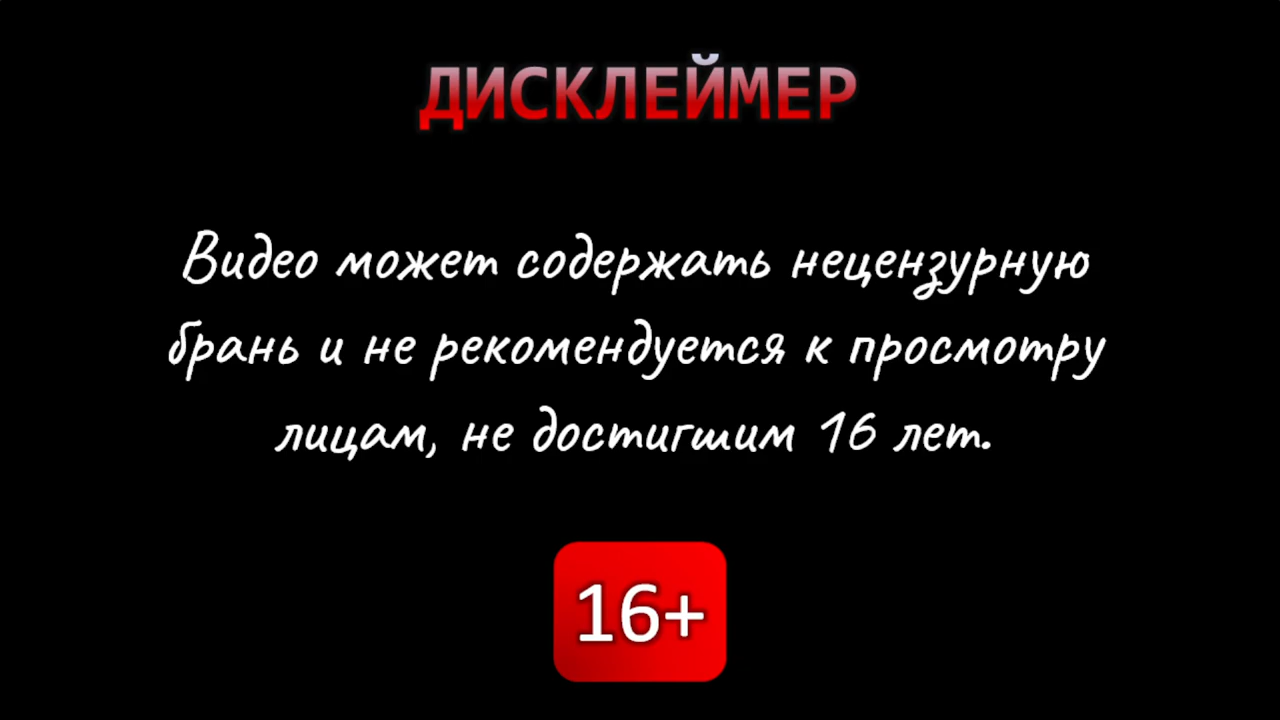 ДИСКЛЕЙМЕР
Видео может содержать нецензурную
брань и не рекомендуется к просмотру
лицам, не достигшим 16 лет.
16+